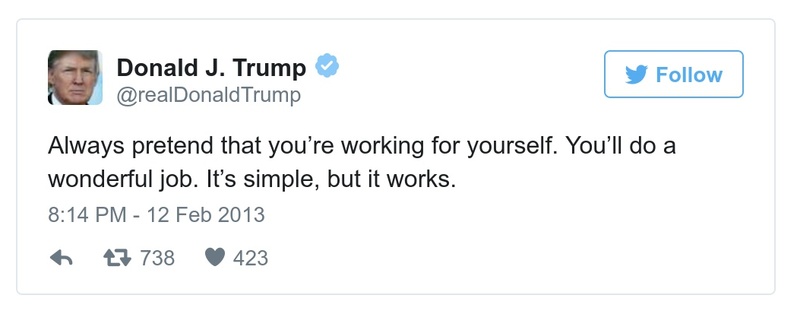 Donald J. Trump
@realDonaldTrump
Follow
Always pretend that you’re working for yourself. You’ll do a
wonderful job. It’s simple, but it works.
8:14 PM - 12 Feb 2013
738 423